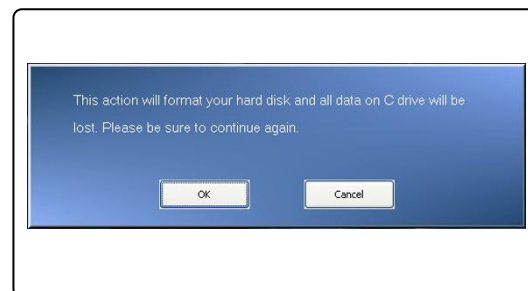 This action will format your hard disk and all data on C drive will be
lost. Please be sure to continue again.
OK
Cancel